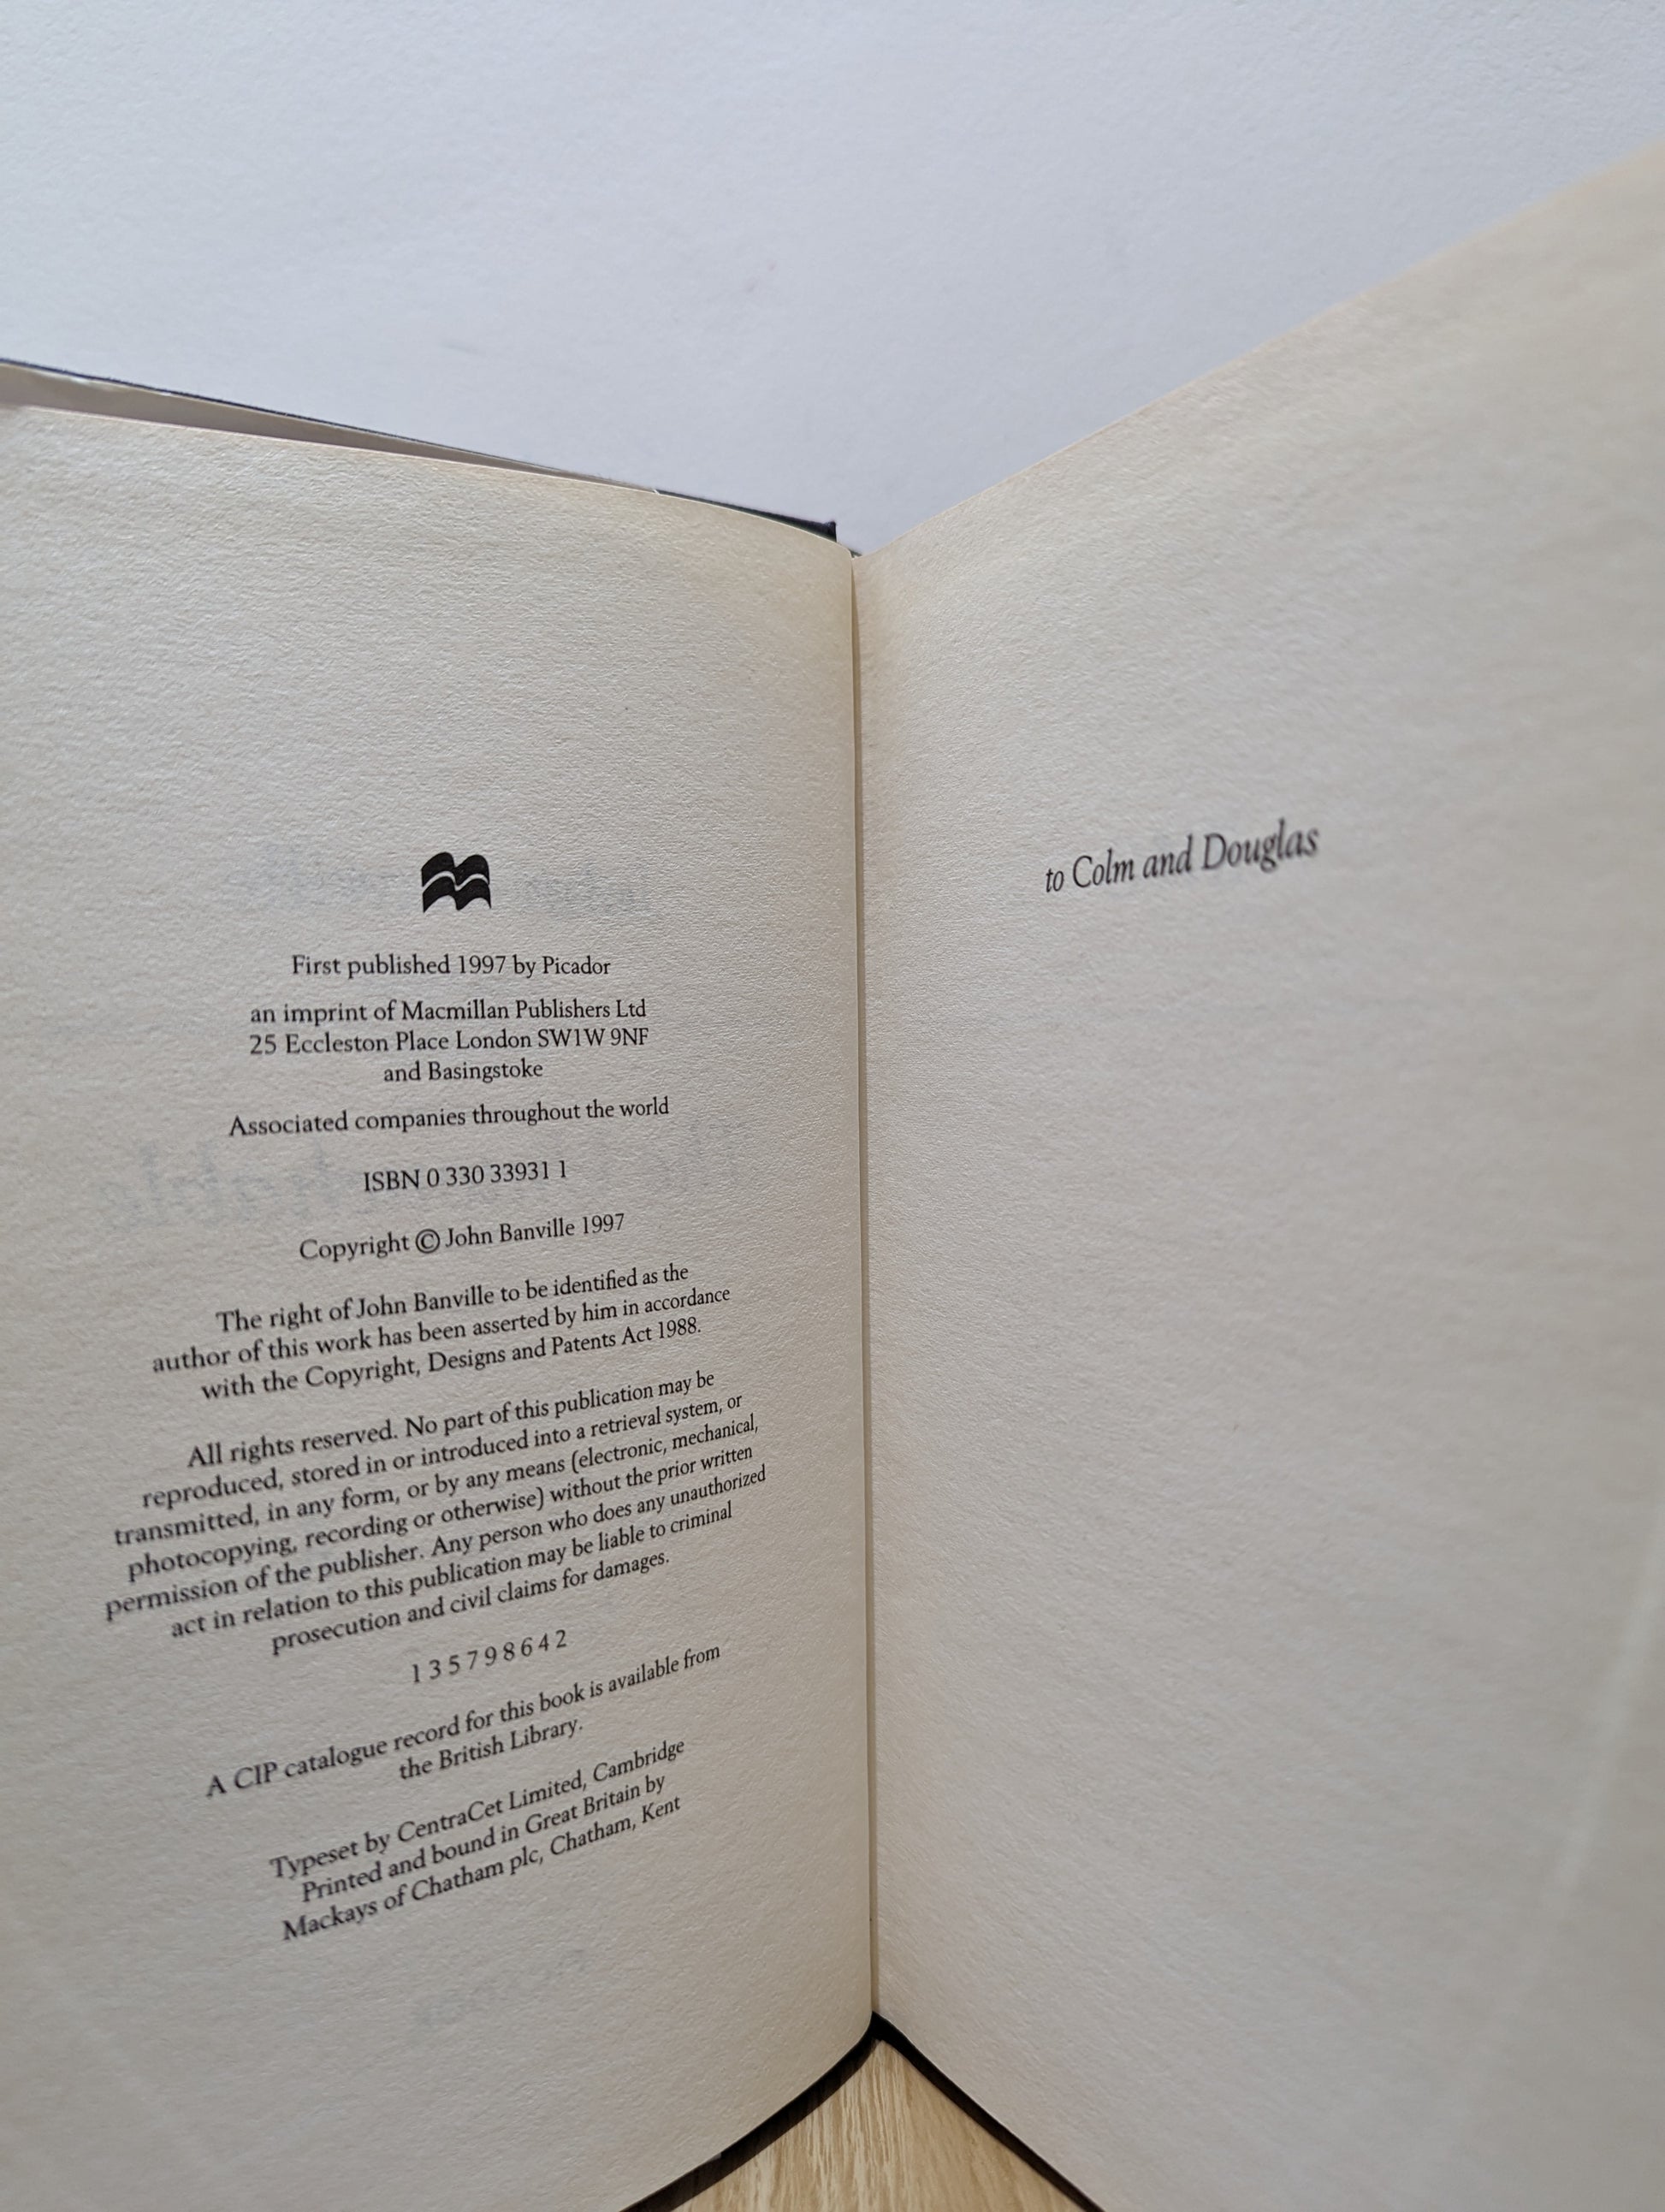 First published 1997 by Picador
an imprint of Macmillan Publishers Ltd
25 Eccleston Place London SW1W 9NF
and Basingstoke
Associated companies throughout the world
ISBN 0 330 33931 1
Copyright © John Banville 1997
The right of John Banville to be identified as the
author of this work has been asserted by him in accordance
with the Copyright, Designs and Patents Act 1988.
All rights reserved. No part of this publication may be
reproduced, stored in or introduced into a retrieval system, or
transmitted, in any form, or by any means (electronic, mechanical,
photocopying, recording or otherwise) without the prior written
permission of the publisher. Any person who does any unauthorized
act in relation to this publication may be liable to criminal
prosecution and civil claims for damages.
1 3 5 7 9 8 6 4 2
A CIP catalogue record for this book is available from
the British Library.
Typeset by CentraCet Limited, Cambridge
Printed and bound in Great Britain by
Mackays of Chatham plc, Chatham, Kent
to Colm and Douglas